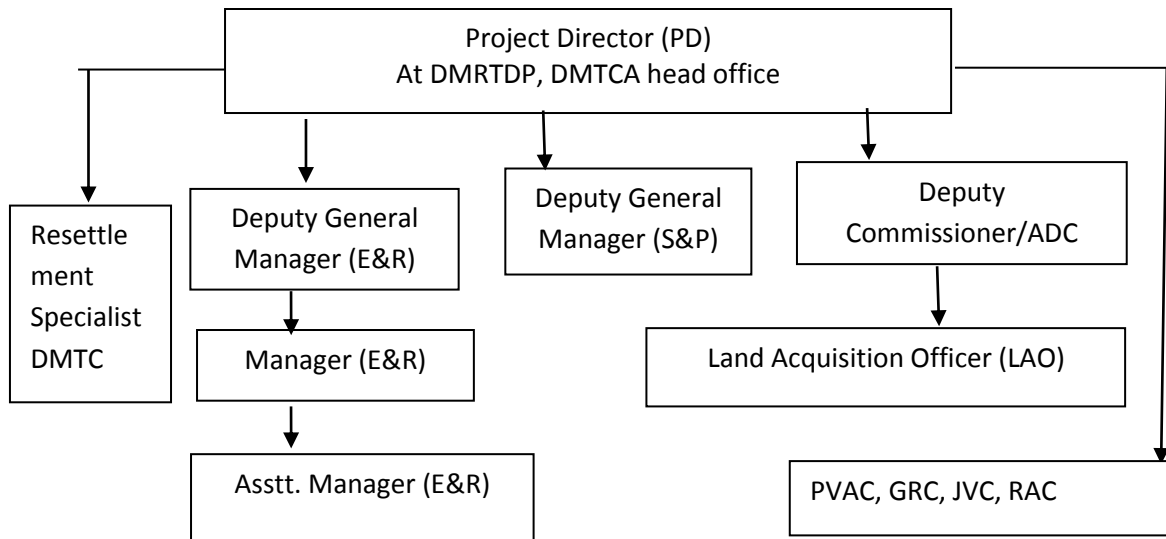 Project Director (PD)
At DMRTDP, DMTCA head office
Resettle
ment
Specialist
DMTC
Deputy General
Manager (E&R)
Deputy General
Manager (S&P)
Deputy
Commissioner/ADC
Manager (E&R)
Land Acquisition Officer (LAO)
Asstt. Manager (E&R)
PVAC, GRC, JVC, RAC